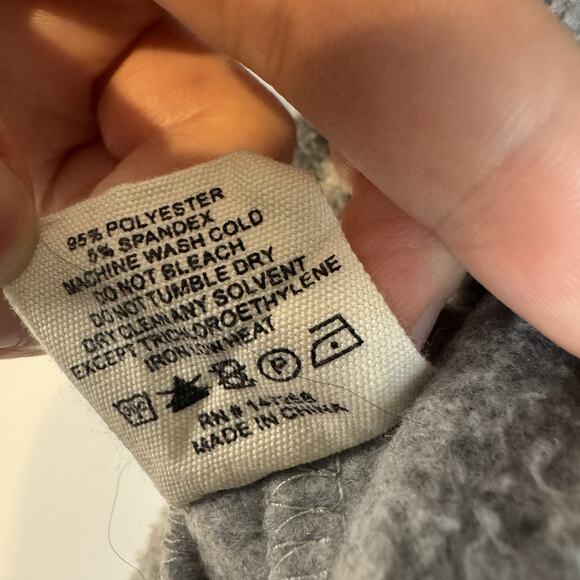 95% POLYESTER
5% SPANDEX
MACHINE WASH COLD
DO NOT BLEACH
DO NOT TUMBLE DRY
DRY CLEAN ANY SOLVENT
EXCEPT TRICHLOROETHYLENE
IRON LOW HEAT
P
RN#
MADE IN CHINA